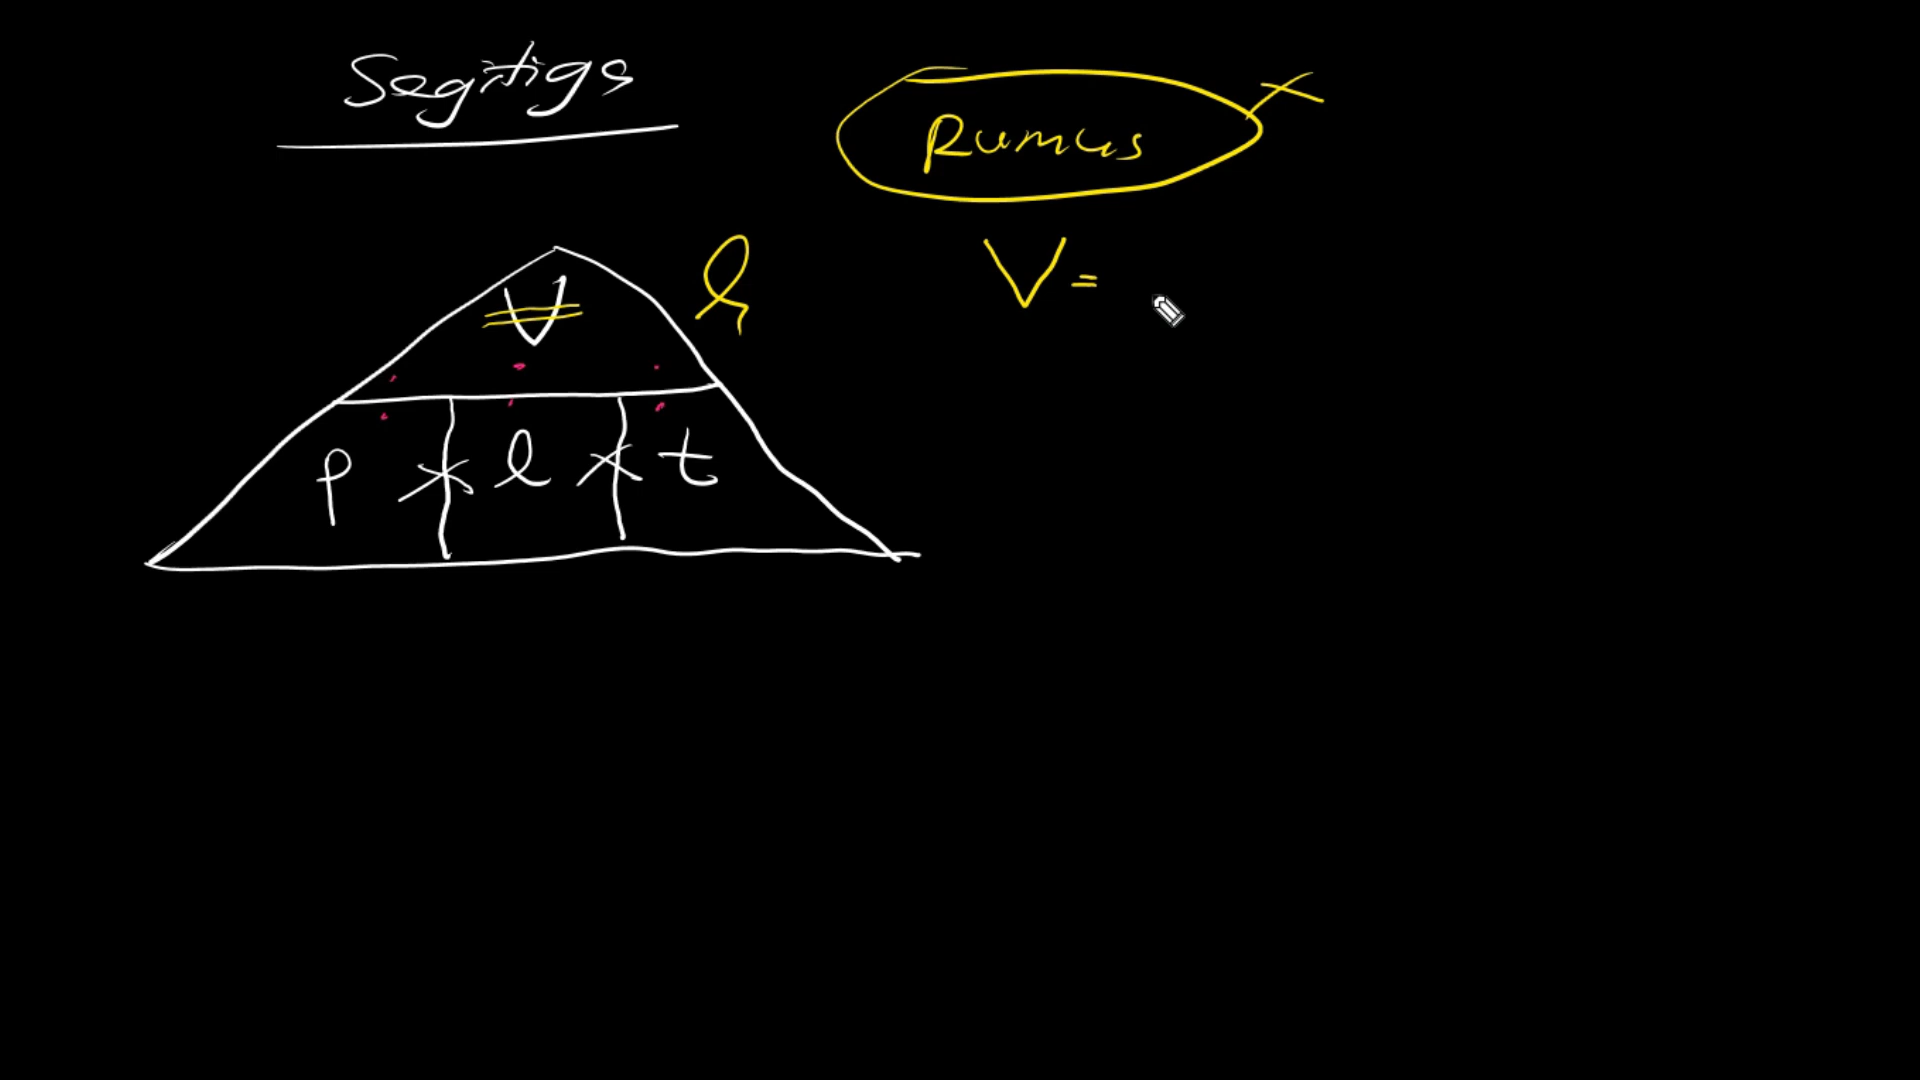 Segitiga
Rumus
V
V =
p * l * t